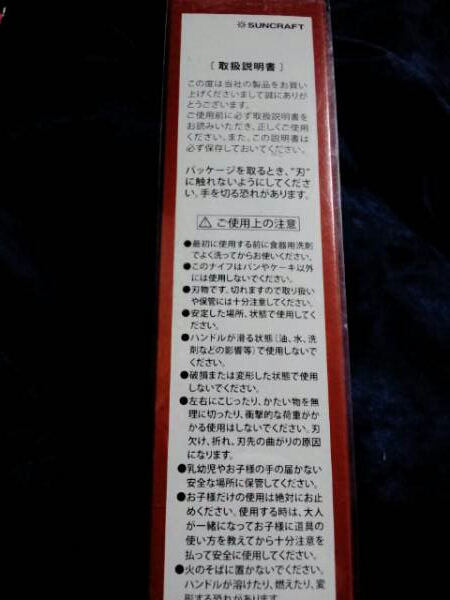 SUNCRAFT
[ 取扱説明書 ]
この度は当社の製品をお買い
上げくださいまして誠にありが
とうございます。
ご使用前に必ず取扱説明書を
お読みいただき、正しくご使用
ください。また、この説明書は
必ず保存しておいてください。
パッケージを取るとき、"刃"
に触れないようにしてくださ
い。手を切る恐れがあります。
⚠ ご使用上の注意
●最初に使用する前に食器用洗剤
でよく洗ってからお使いください。
●このナイフはパンやケーキ以外
には使用しないでください。
●刃物です。切れますので取り扱い
や保管には十分注意してください。
●安定した場所、状態で使用してく
ださい。
●ハンドルが滑る状態(油、水、洗
剤などの影響等)で使用しないで
ください。
●破損または変形した状態で使用
しないでください。
●左右にこじったり、かたい物を無
理に切ったり、衝撃的な荷重がか
かる使用はしないでください。刃
欠け、折れ、刃先の曲がりの原因
になります。
●乳幼児やお子様の手の届かない
安全な場所に保管してください。
●お子様だけの使用は絶対にお止
めください。使用する時は、大人
が一緒になってお子様に道具の
使い方を教えてから十分注意を
払って安全に使用してください。
●火のそばに置かないでください。
ハンドルが溶けたり、燃えたり、変
形する恐れがあります。